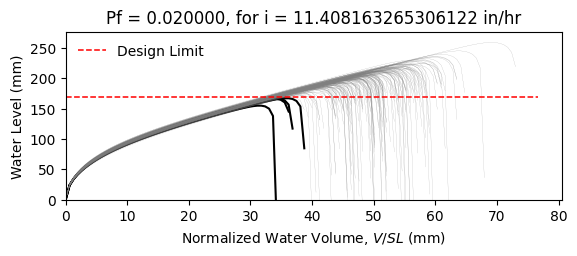 Pf = 0.020000, for i = 11.408163265306122 in/hr
Water Level (mm)
250
200
150
100
50
0
Design Limit
0 10 20 30 40 50 60 70 80
Normalized Water Volume, V/SL (mm)